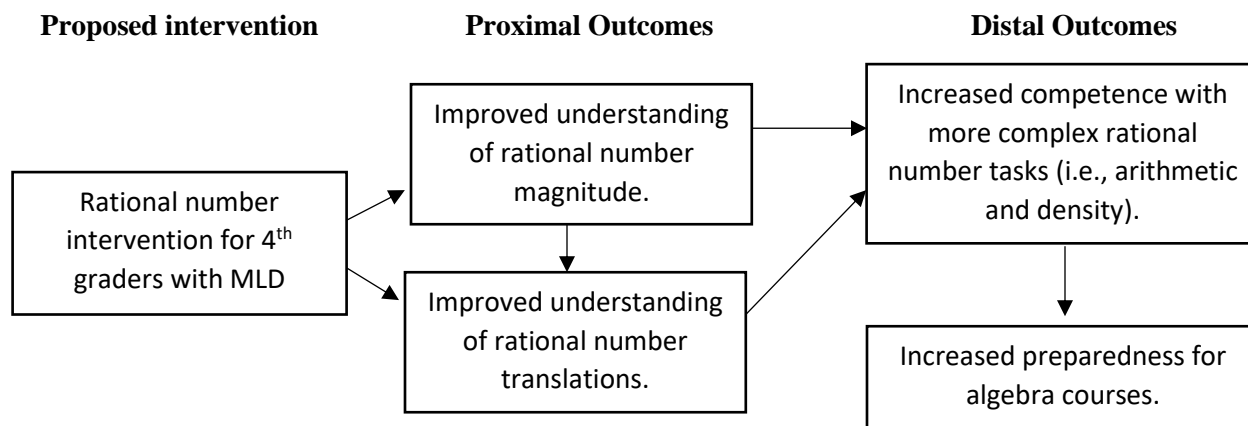 Proposed intervention
Proximal Outcomes
Distal Outcomes
Rational number
intervention for 4th
graders with MLD
Improved understanding
of rational number
magnitude.
Improved understanding
of rational number
translations.
Increased competence with
more complex rational
number tasks (i.e., arithmetic
and density).
Increased preparedness for
algebra courses.